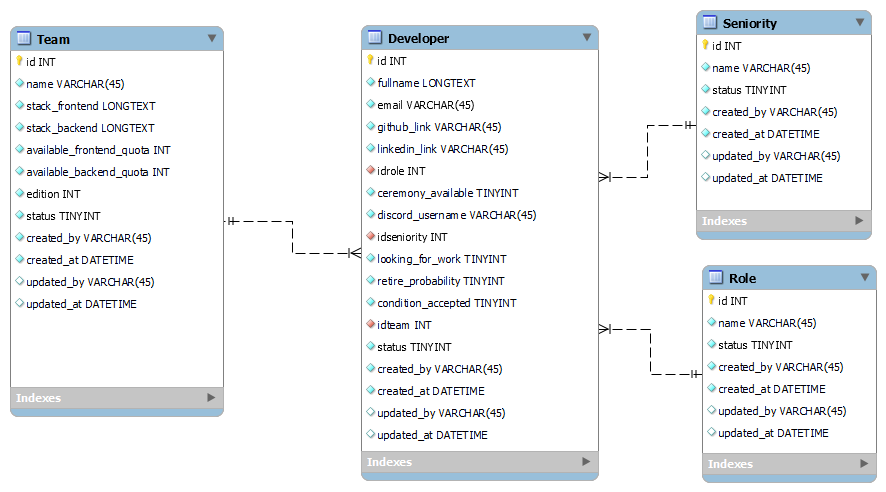 Team
id INT
name VARCHAR(45)
stack_frontend LONGTEXT
stack_backend LONGTEXT
available_frontend_quota INT
available_backend_quota INT
edition INT
status TINYINT
created_by VARCHAR(45)
created_at DATETIME
updated_by VARCHAR(45)
updated_at DATETIME
Indexes
Developer
id INT
fullname LONGTEXT
email VARCHAR(45)
github_link VARCHAR(45)
linkedin_link VARCHAR(45)
idrole INT
ceremony_available TINYINT
discord_username VARCHAR(45)
idseniority INT
looking_for_work TINYINT
retire_probability TINYINT
condition_accepted TINYINT
idteam INT
status TINYINT
created_by VARCHAR(45)
created_at DATETIME
updated_by VARCHAR(45)
updated_at DATETIME
Indexes
Seniority
id INT
name VARCHAR(45)
status TINYINT
created_by VARCHAR(45)
created_at DATETIME
updated_by VARCHAR(45)
updated_at DATETIME
Indexes
Role
id INT
name VARCHAR(45)
status TINYINT
created_by VARCHAR(45)
created_at DATETIME
updated_by VARCHAR(45)
updated_at DATETIME
Indexes